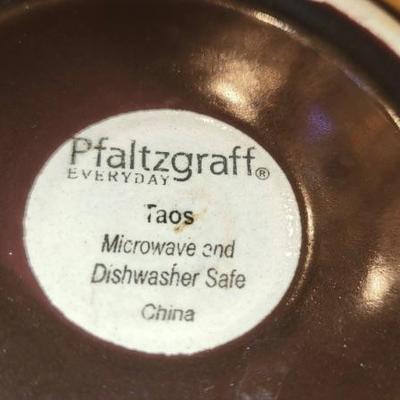 Pfaltzgraff®
EVERYDAY
Taos
Microwave and
Dishwasher Safe
China